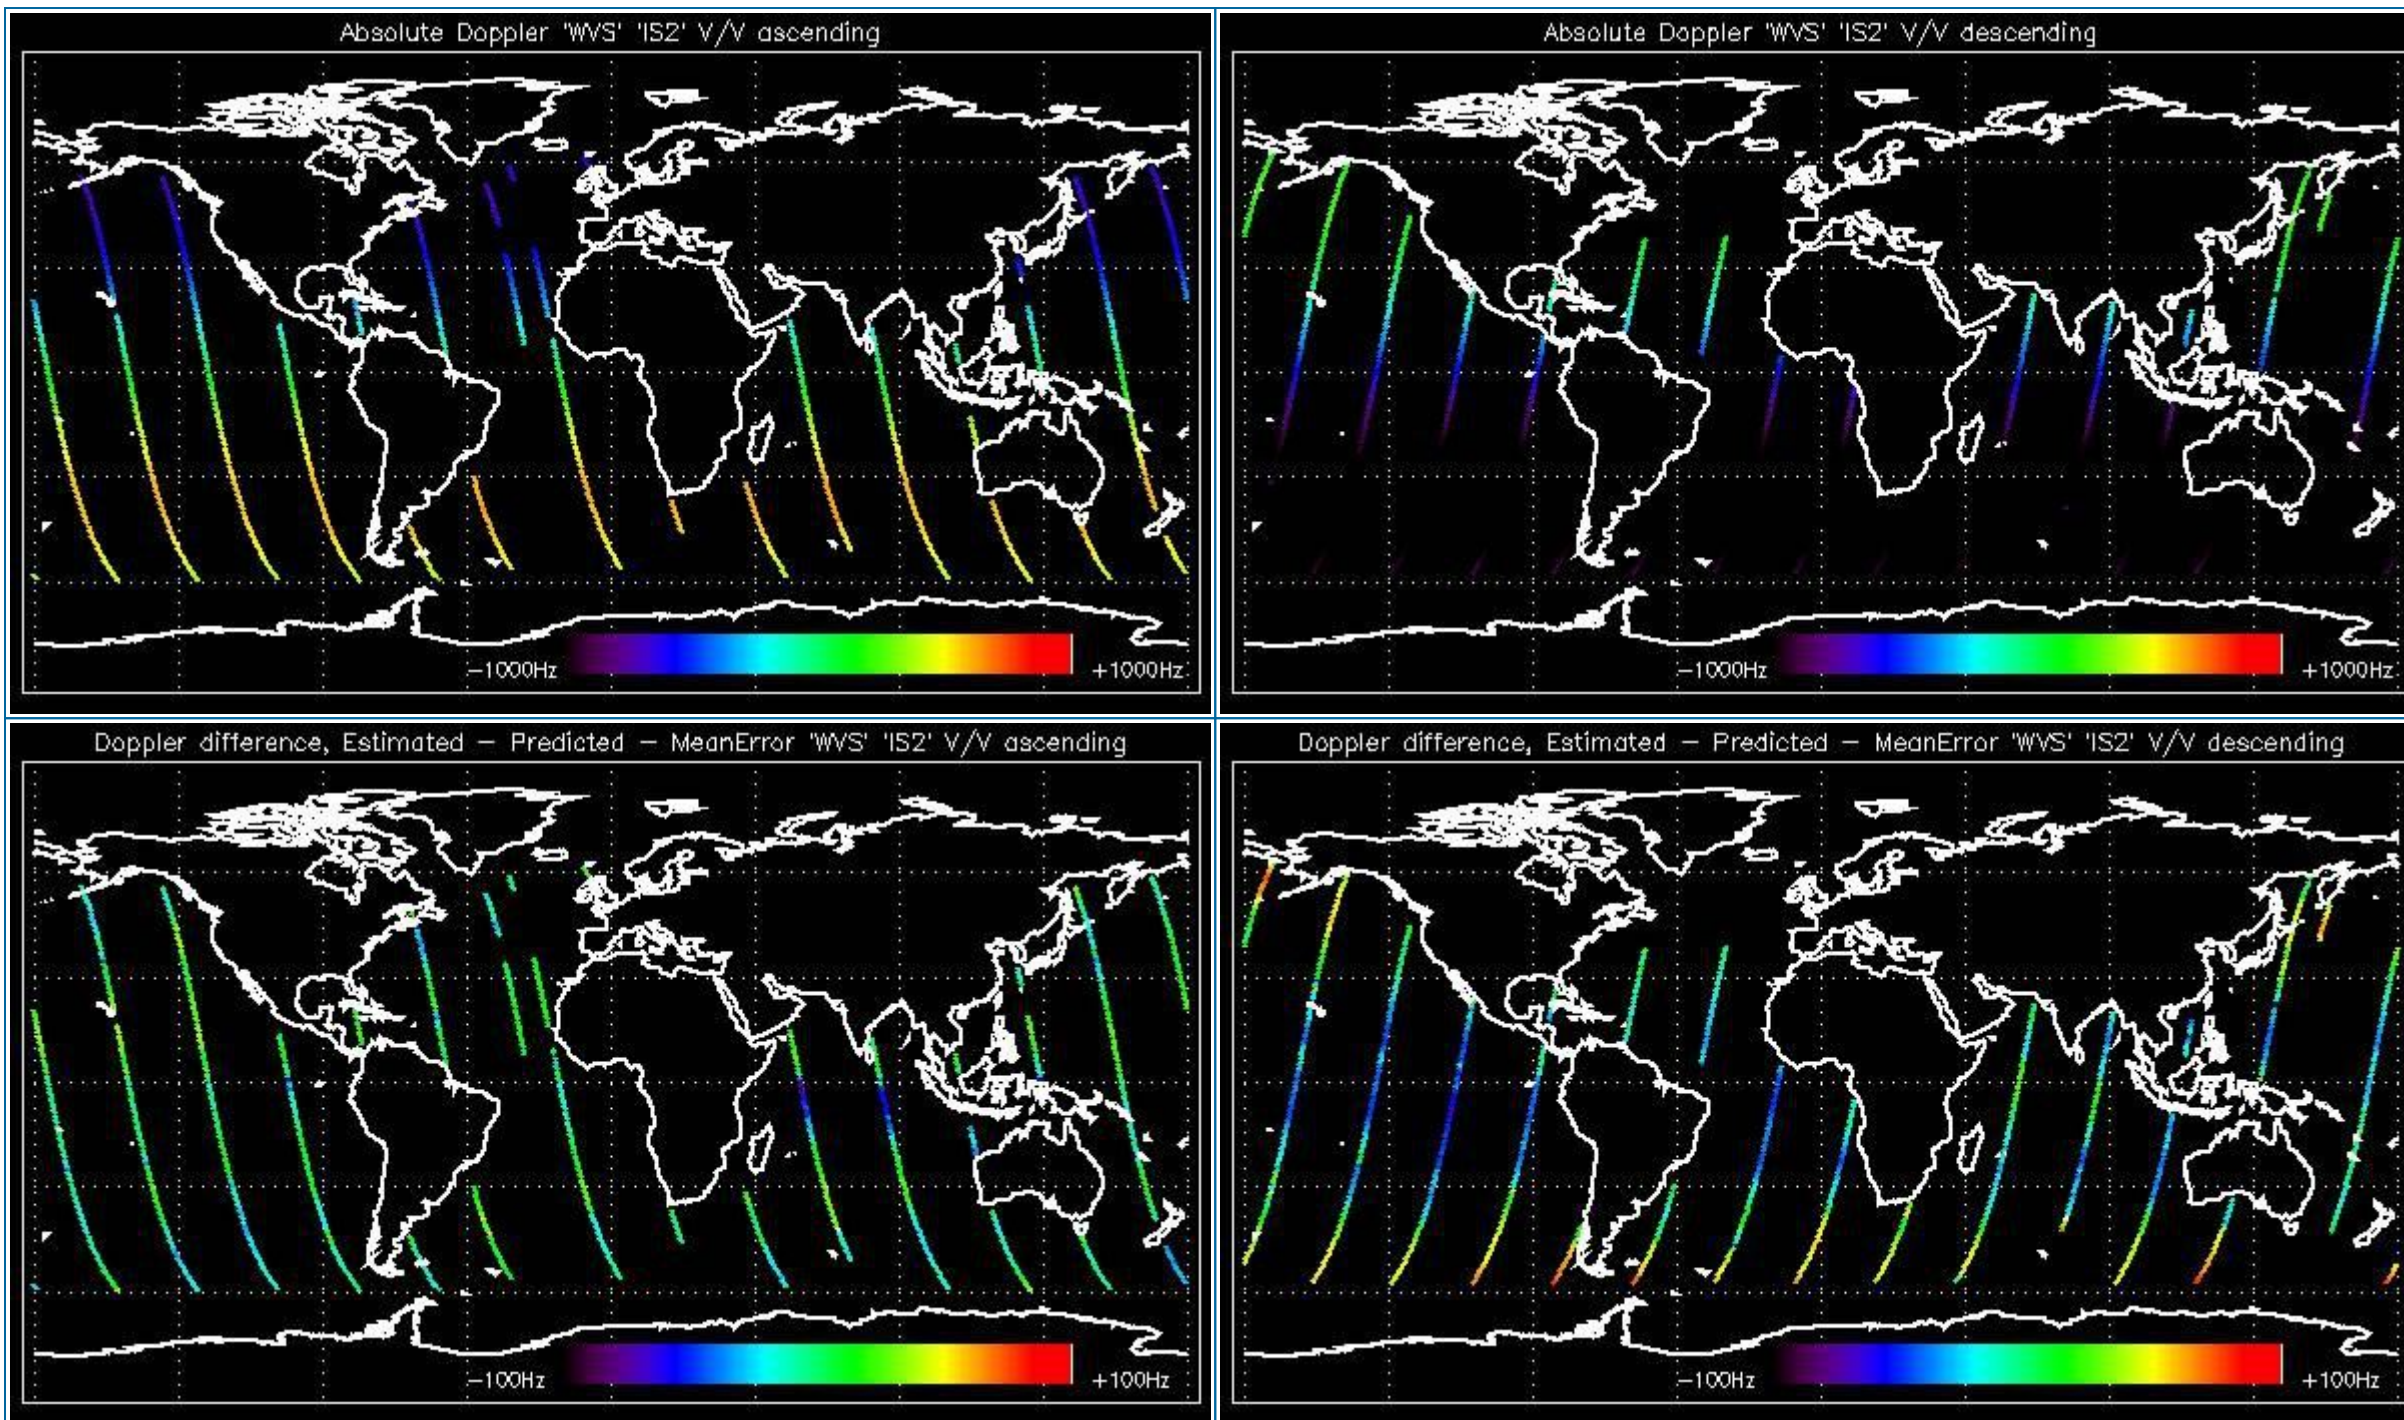 Absolute Doppler 'WVS' 'IS2' V/V ascending
-1000Hz +1000Hz
Absolute Doppler 'WVS' 'IS2' V/V descending
-1000Hz +1000Hz
Doppler difference, Estimated - Predicted - MeanError 'WVS' 'IS2' V/V ascending
-100Hz +100Hz
Doppler difference, Estimated - Predicted - MeanError 'WVS' 'IS2' V/V descending
-100Hz +100Hz